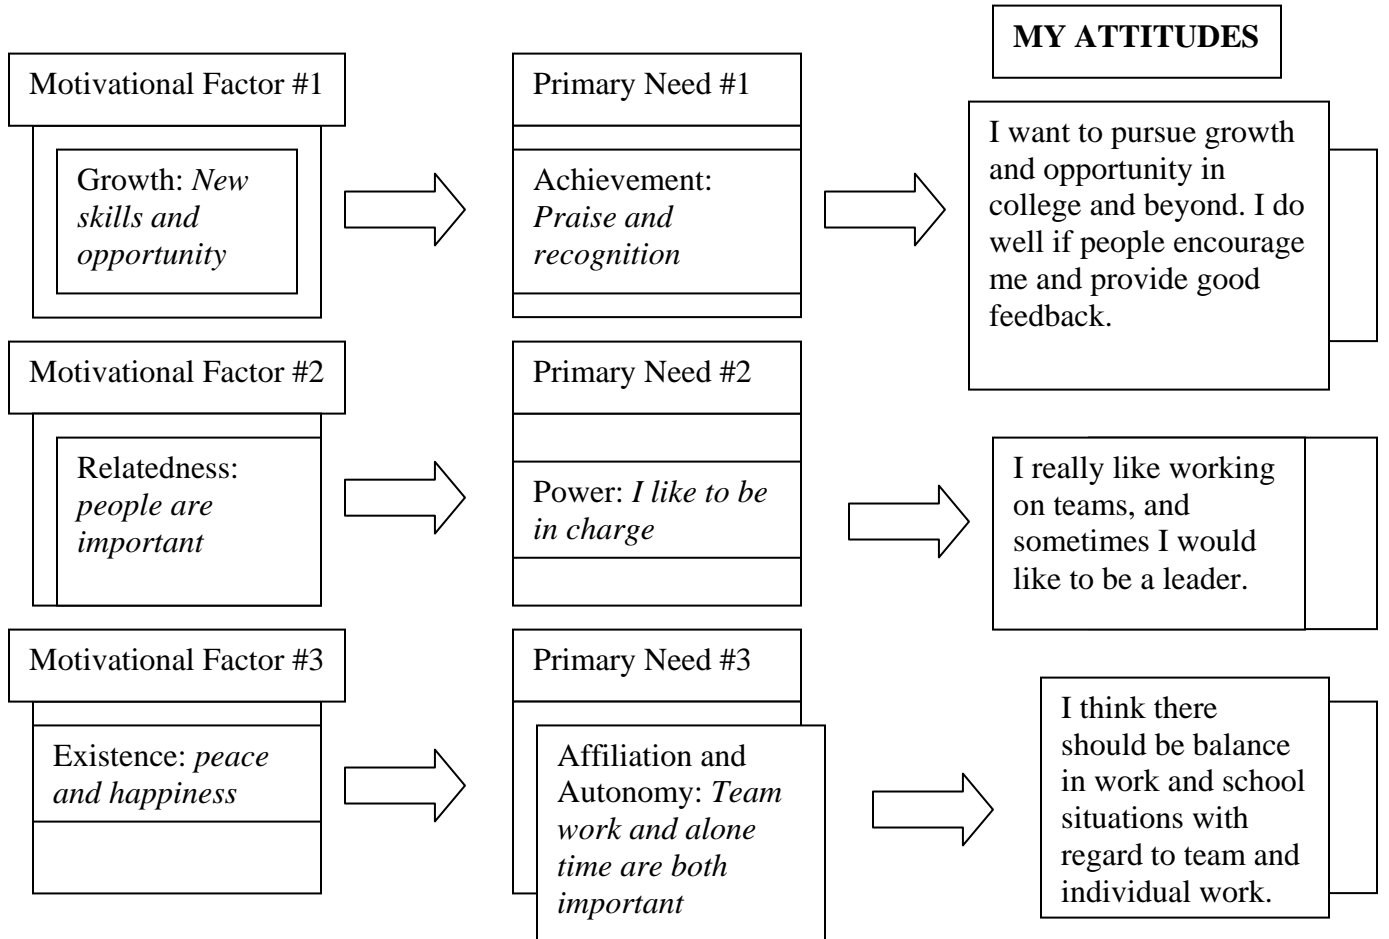 MY ATTITUDES
Motivational Factor #1
Growth: New
skills and
opportunity
Primary Need #1
Achievement:
Praise and
recognition
I want to pursue growth
and opportunity in
college and beyond. I do
well if people encourage
me and provide good
feedback.
Motivational Factor #2
Relatedness:
people are
important
Primary Need #2
Power: I like to be
in charge
I really like working
on teams, and
sometimes I would
like to be a leader.
Motivational Factor #3
Existence: peace
and happiness
Primary Need #3
Affiliation and
Autonomy: Team
work and alone
time are both
important
I think there
should be balance
in work and school
situations with
regard to team and
individual work.